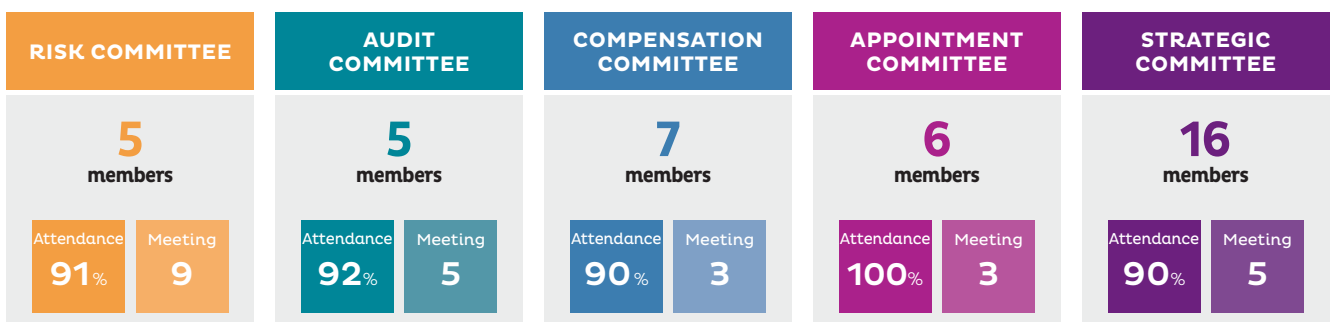 RISK COMMITTEE
5
members
Attendance
91%
Meeting
9
AUDIT
COMMITTEE
5
members
Attendance
92%
Meeting
5
COMPENSATION
COMMITTEE
7
members
Attendance
90%
Meeting
3
APPOINTMENT
COMMITTEE
6
members
Attendance
100%
Meeting
3
STRATEGIC
COMMITTEE
16
members
Attendance
90%
Meeting
5